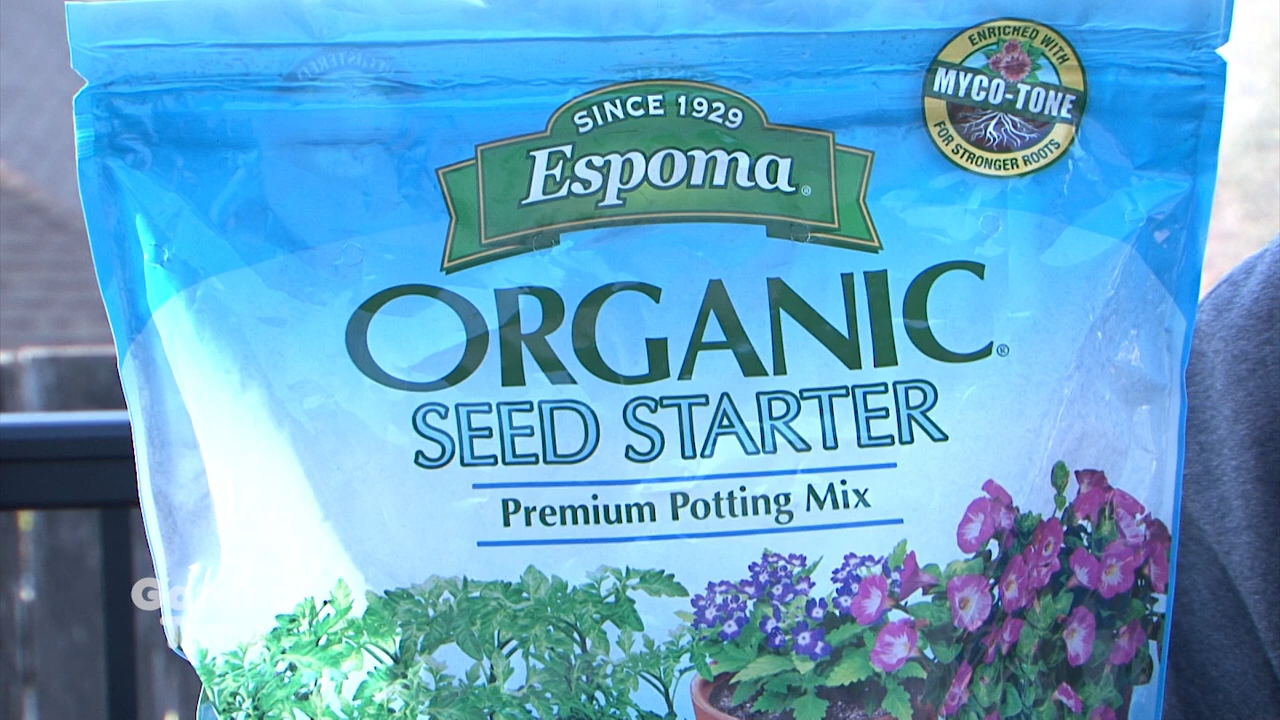 ENRICHED WITH
MYCO-TONE
FOR STRONGER ROOTS
SINCE 1929
Espoma®
ORGANIC®
SEED STARTER
Premium Potting Mix